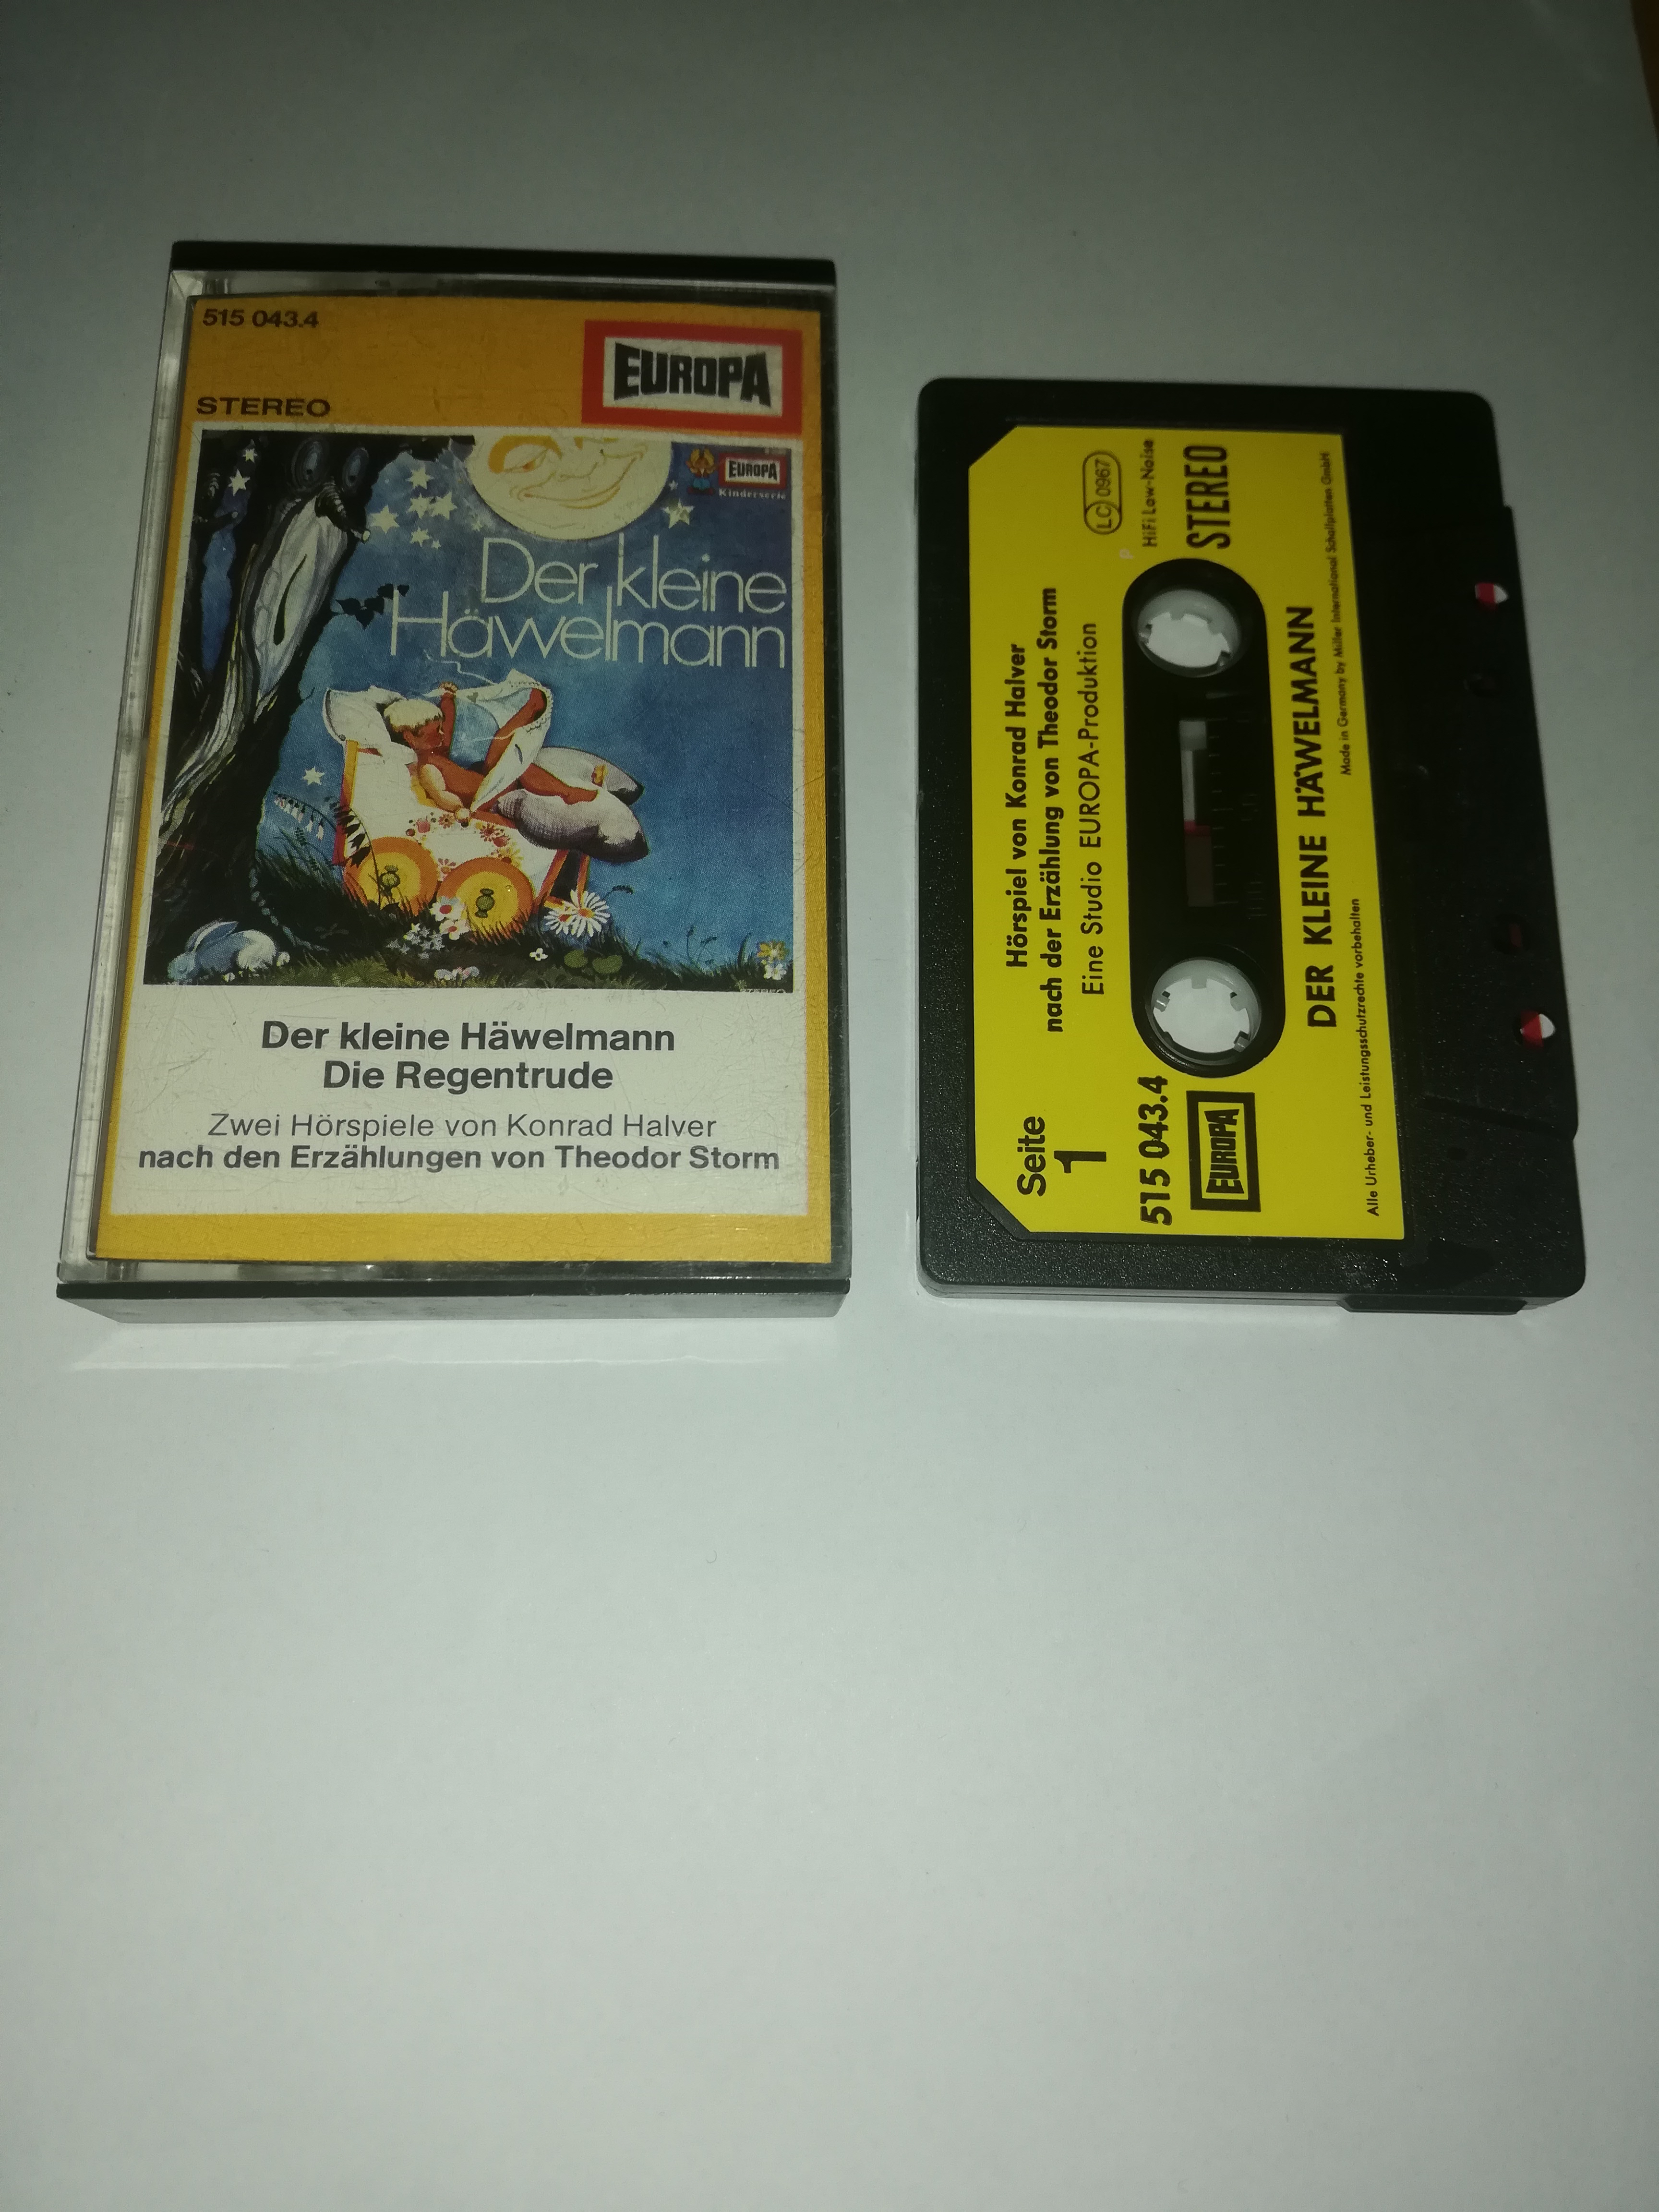 515 043.4
EUROPA
STEREO
EUROPA
Kinderserie
Der kleine
Häwelmann
Der kleine Häwelmann
Die Regentrude
Zwei Hörspiele von Konrad Halver
nach den Erzählungen von Theodor Storm
Seite
1
Hörspiel von Konrad Halver
nach der Erzählung von Theodor Storm
Eine Studio EUROPA-Produktion
LC 0967
P
HiFi Low-Noise
STEREO
515 043.4
EUROPA
DER KLEINE HÄWELMANN
Made in Germany by Miller International Schallplatten GmbH
Alle Urheber- und Leistungsschutzrechte vorbehalten